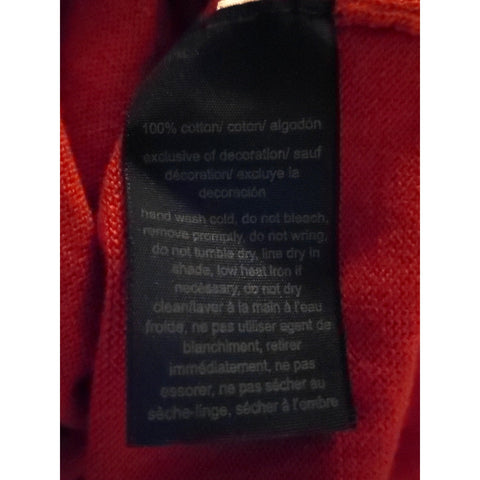 100% cotton/ coton/ algodón
exclusive of decoration/ sauf
décoration/ excluye la
decoración
hand wash cold, do not bleach,
remove promptly, do not wring,
do not tumble dry, line dry in
shade, low heat iron if
necessary, do not dry
clean/laver à la main à l'eau
froide, ne pas utiliser agent de
blanchiment, retirer
immédiatement, ne pas
essorer, ne pas sécher au
sèche-linge, sécher à l'ombre